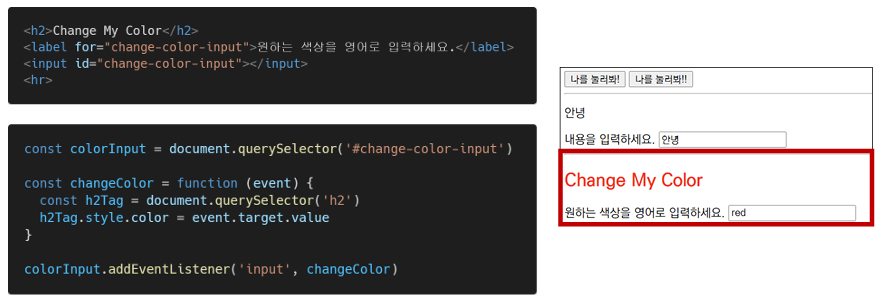 <h2>Change My Color</h2>
<label for="change-color-input">원하는 색상을 영어로 입력하세요.</label>
<input id="change-color-input"></input>
<hr>
const colorInput = document.querySelector('#change-color-input')
const changeColor = function (event) {
  const h2Tag = document.querySelector('h2')
  h2Tag.style.color = event.target.value
}
colorInput.addEventListener('input', changeColor)
나를 눌러봐! 나를 눌러봐!!
안녕
내용을 입력하세요. 안녕
Change My Color
원하는 색상을 영어로 입력하세요. red